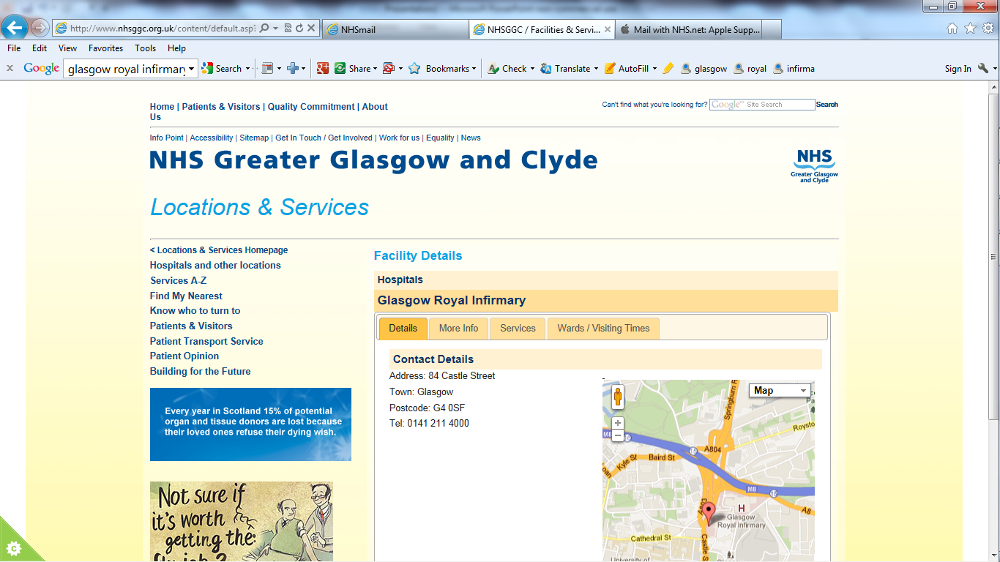 http://www.nhsggc.org.uk/content/default.asp?
NHSmail
NHSGGC / Facilities & Servi...
Mail with NHS.net: Apple Supp...
File Edit View Favorites Tools Help
Google glasgow royal infirmary Search Share Bookmarks Check Translate AutoFill glasgow royal infirma Sign In
Home | Patients & Visitors | Quality Commitment | About
Us
Can't find what you're looking for? Google™ Site Search Search
Info Point | Accessibility | Sitemap | Get In Touch / Get Involved | Work for us | Equality | News
NHS Greater Glasgow and Clyde
NHS
Greater Glasgow
and Clyde
Locations & Services
< Locations & Services Homepage
Hospitals and other locations
Services A-Z
Find My Nearest
Know who to turn to
Patients & Visitors
Patient Transport Service
Patient Opinion
Building for the Future
Every year in Scotland 15% of potential
organ and tissue donors are lost because
their loved ones refuse their dying wish.
Not sure if
it's worth
getting the
Facility Details
Hospitals
Glasgow Royal Infirmary
Details More Info Services Wards / Visiting Times
Contact Details
Address: 84 Castle Street
Town: Glasgow
Postcode: G4 0SF
Tel: 0141 211 4000
Map
Springburn R
Roysto
M8
A804
15
Kyle St
Baird St
M8
A8
A803
H
Glasgow
Royal Infirmary
Cathedral St
Castle St
University of
Glasgow